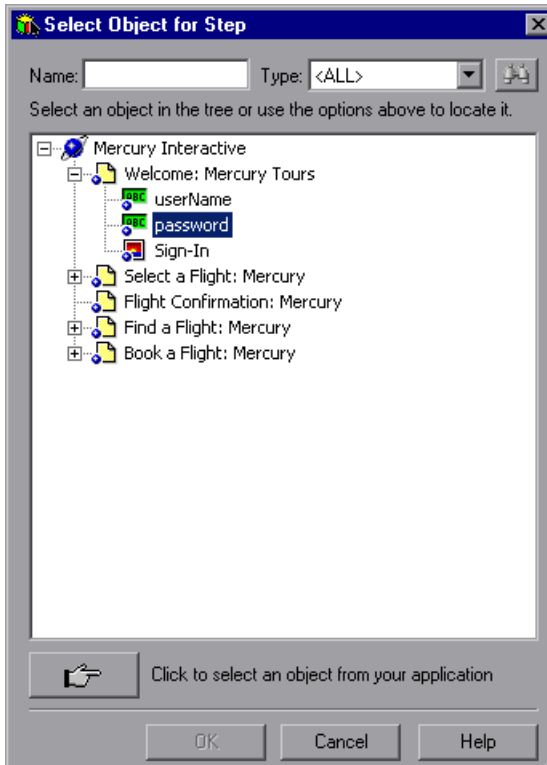 Select Object for Step
Name: Type: <ALL>
Select an object in the tree or use the options above to locate it.
Mercury Interactive
Welcome: Mercury Tours
ABC userName
ABC password
Sign-In
Select a Flight: Mercury
Flight Confirmation: Mercury
Find a Flight: Mercury
Book a Flight: Mercury
Click to select an object from your application
OK Cancel Help